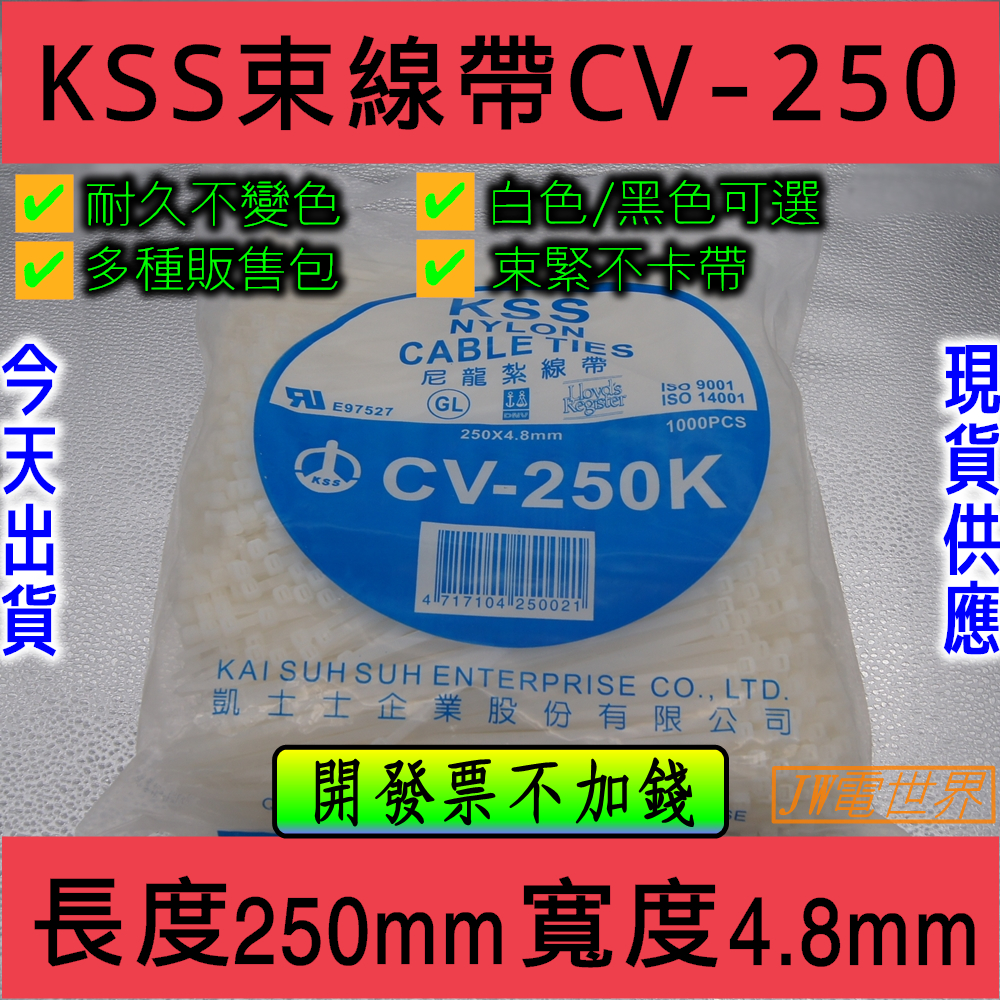 KSS束線帶CV-250
✔ 耐久不變色
✔ 白色/黑色可選
✔ 多種販售包
✔ 束緊不卡帶
今天出貨
現貨供應
KSS
NYLON
CABLE TIES
尼龍紮線帶
E97527
GL
DNV
Lloyd's
Register
ISO 9001
ISO 14001
1000PCS
250X4.8mm
KSS
CV-250K
4 717104 250021
KAI SUH SUH ENTERPRISE CO., LTD.
凱士士企業股份有限公司
開發票不加錢
JW電世界
長度250mm寬度4.8mm